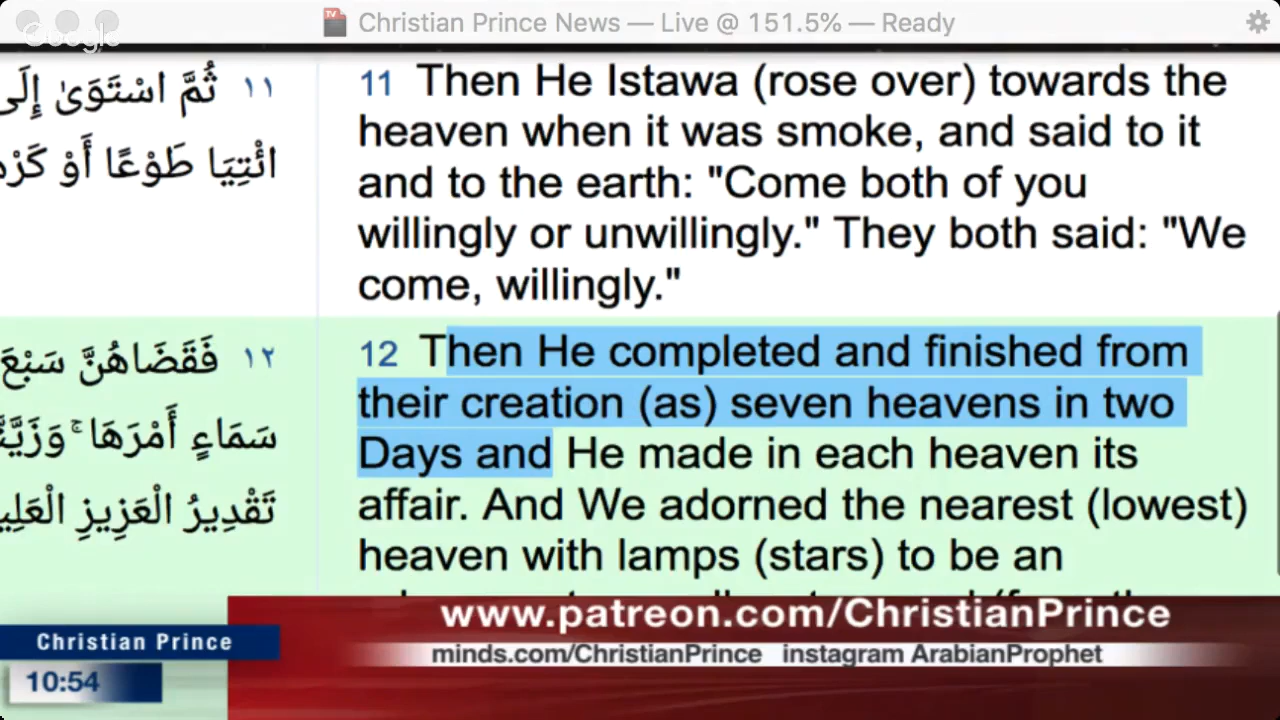 Google
Christian Prince News — Live @ 151.5% — Ready
١١ ثُمَّ اسْتَوَىٰ إِلَى
ائْتِيَا طَوْعًا أَوْ
11 Then He Istawa (rose over) towards the
heaven when it was smoke, and said to it
and to the earth: "Come both of you
willingly or unwillingly." They both said: "We
come, willingly."
١٢ فَقَضَاهُنَّ سَبْعَ
سَمَاءٍ أَمْرَهَا ۚ
تَقْدِيرُ الْعَزِيزِ
12 Then He completed and finished from
their creation (as) seven heavens in two
Days and He made in each heaven its
affair. And We adorned the nearest (lowest)
heaven with lamps (stars) to be an
www.patreon.com/ChristianPrince
minds.com/ChristianPrince instagram ArabianProphet
Christian Prince
10:54